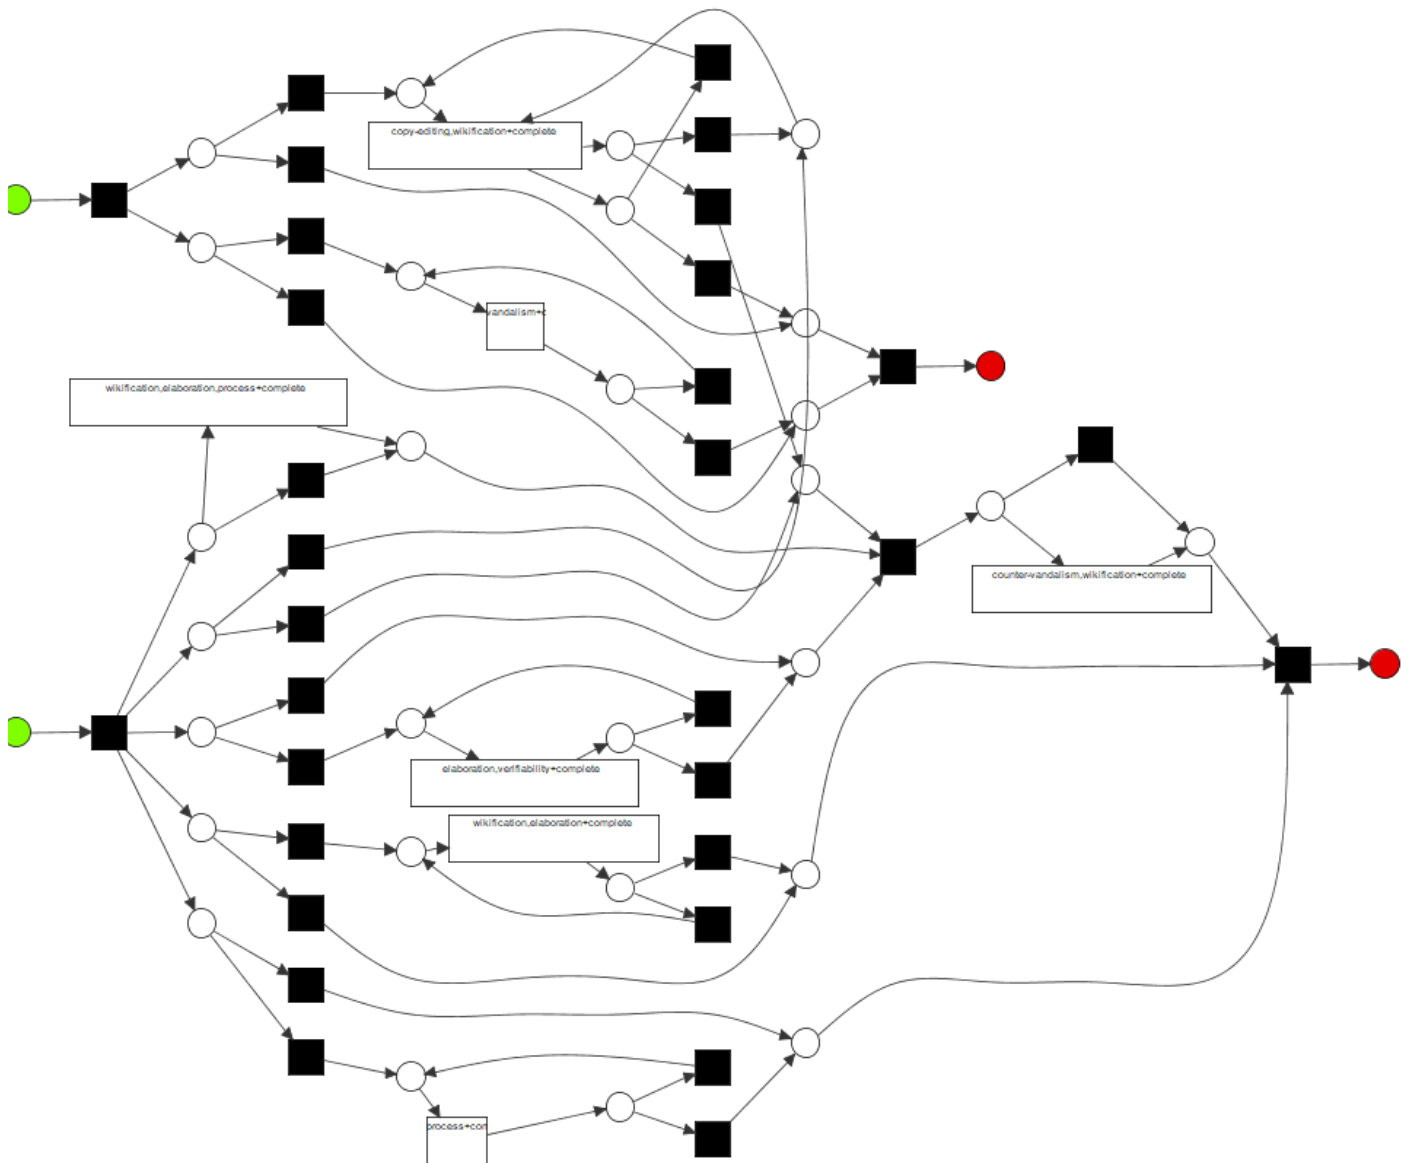 copy-editing,wikification+complete
vandalism+c
wikification,elaboration,process+complete
counter-vandalism,wikification+complete
elaboration,verifiability+complete
wikification,elaboration+complete
process+com